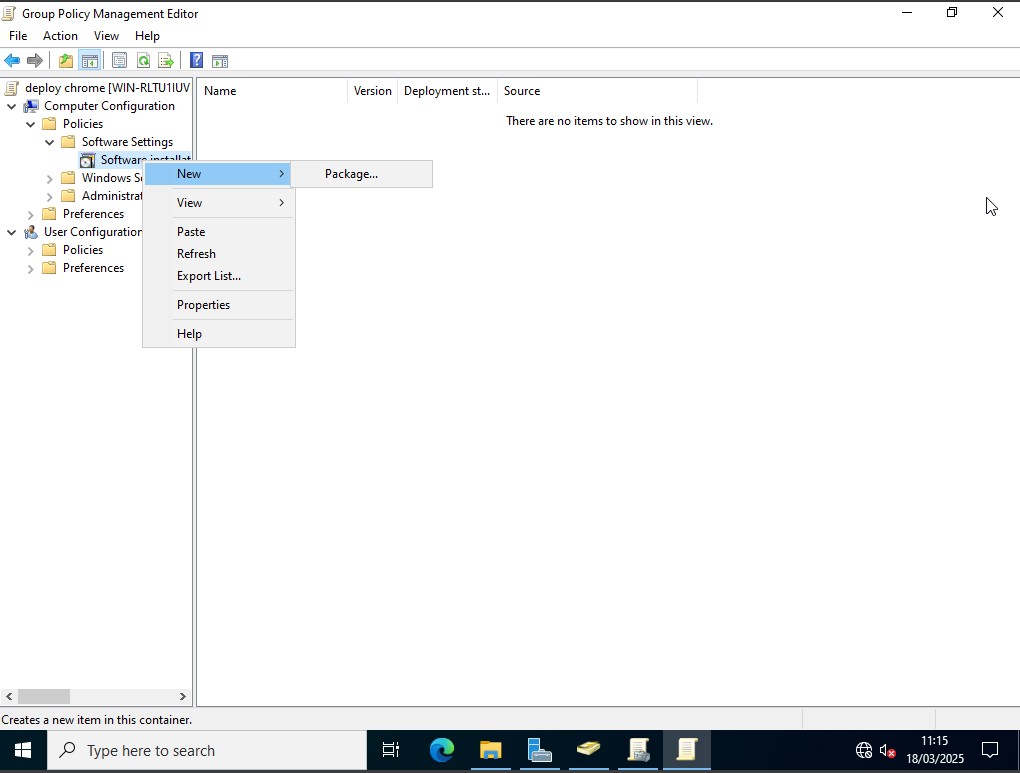 Group Policy Management Editor
File Action View Help
deploy chrome [WIN-RLTU1IUV
Computer Configuration
Policies
Software Settings
Software installat
Windows Se
Administrat
Preferences
User Configuration
Policies
Preferences
Name Version Deployment st... Source
There are no items to show in this view.
New
View
Paste
Refresh
Export List...
Properties
Help
Package...
Creates a new item in this container.
Type here to search
11:15
18/03/2025